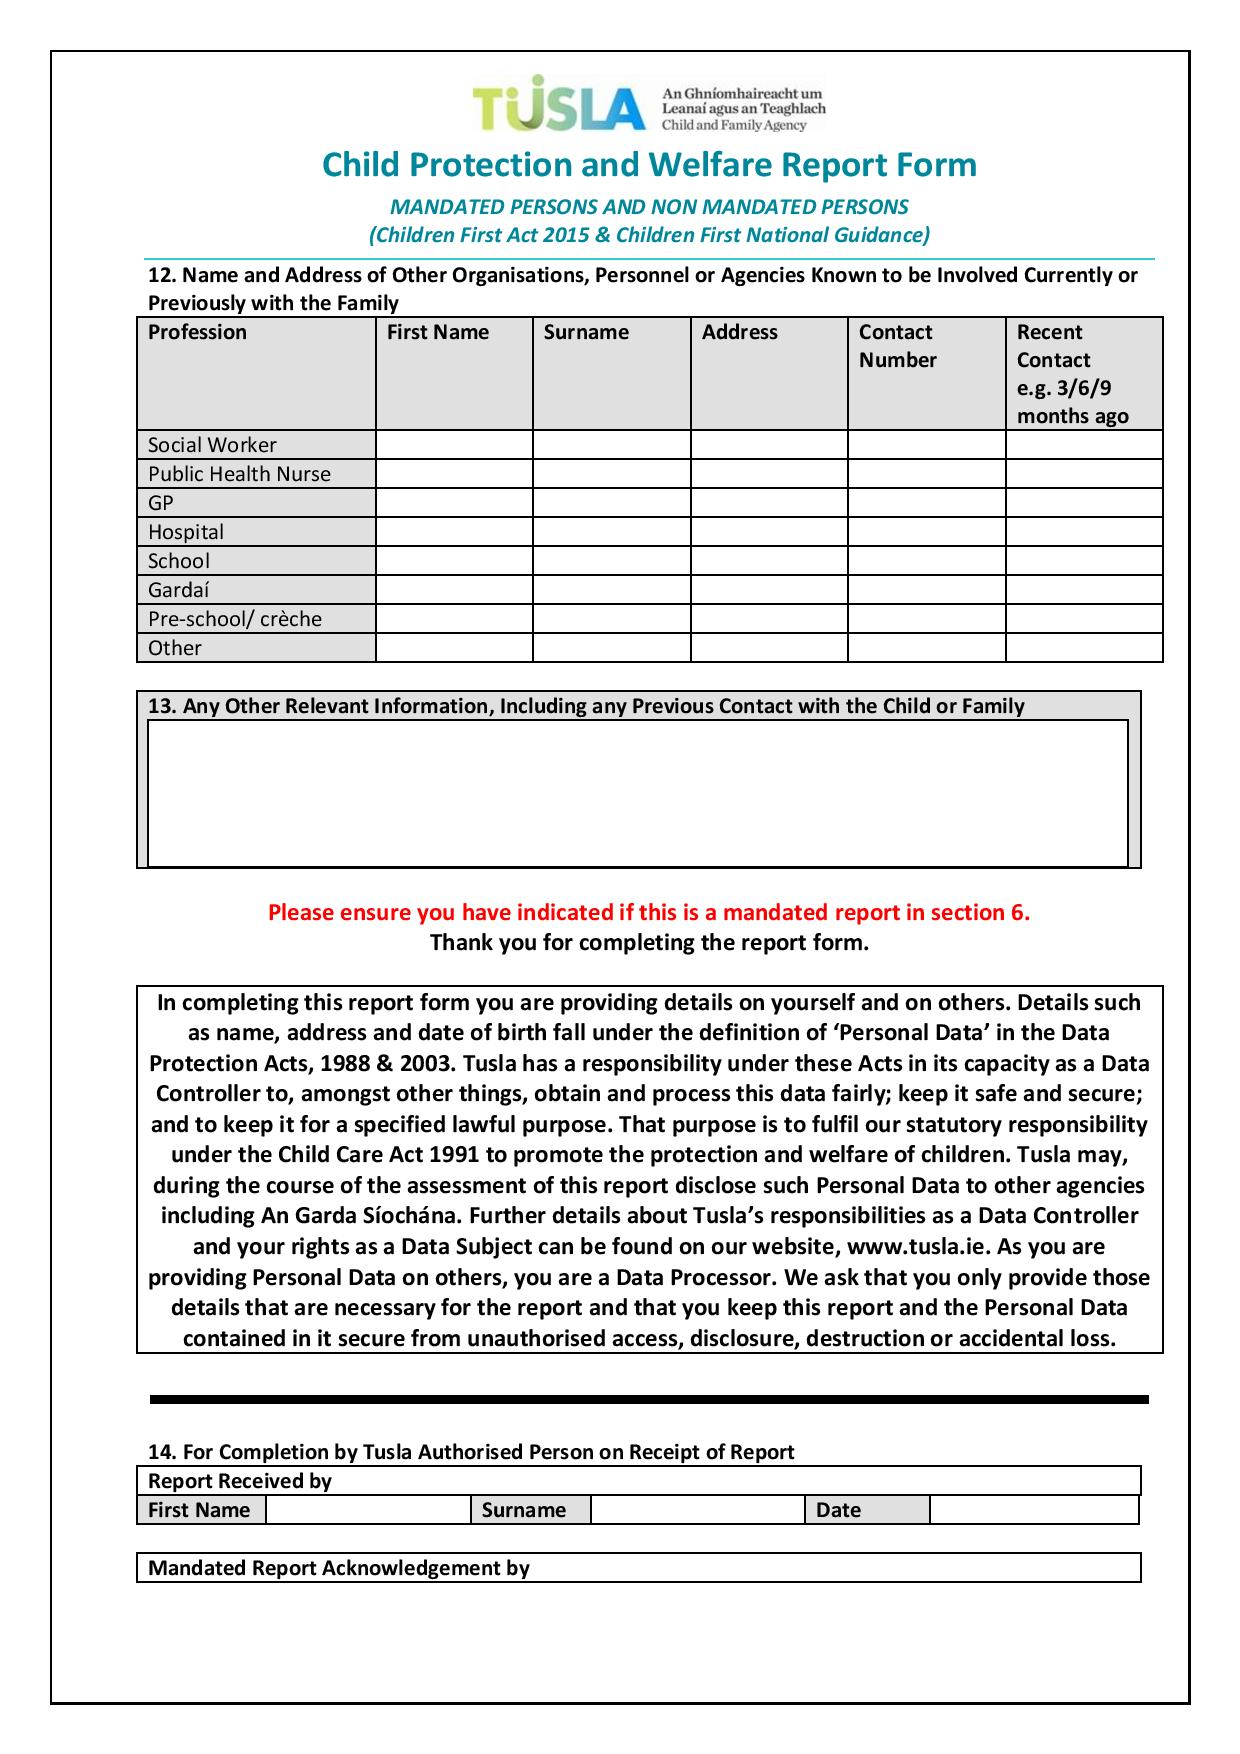 TUSLA An Ghníomhaireacht um
Leanaí agus an Teaghlach
Child and Family Agency
Child Protection and Welfare Report Form
MANDATED PERSONS AND NON MANDATED PERSONS
(Children First Act 2015 & Children First National Guidance)
12. Name and Address of Other Organisations, Personnel or Agencies Known to be Involved Currently or
Previously with the Family
Profession First Name Surname Address Contact Recent
Number Contact
e.g. 3/6/9
months ago
Social Worker
Public Health Nurse
GP
Hospital
School
Gardaí
Pre-school/ crèche
Other
13. Any Other Relevant Information, Including any Previous Contact with the Child or Family
Please ensure you have indicated if this is a mandated report in section 6.
Thank you for completing the report form.
In completing this report form you are providing details on yourself and on others. Details such
as name, address and date of birth fall under the definition of ‘Personal Data’ in the Data
Protection Acts, 1988 & 2003. Tusla has a responsibility under these Acts in its capacity as a Data
Controller to, amongst other things, obtain and process this data fairly; keep it safe and secure;
and to keep it for a specified lawful purpose. That purpose is to fulfil our statutory responsibility
under the Child Care Act 1991 to promote the protection and welfare of children. Tusla may,
during the course of the assessment of this report disclose such Personal Data to other agencies
including An Garda Síochána. Further details about Tusla’s responsibilities as a Data Controller
and your rights as a Data Subject can be found on our website, www.tusla.ie. As you are
providing Personal Data on others, you are a Data Processor. We ask that you only provide those
details that are necessary for the report and that you keep this report and the Personal Data
contained in it secure from unauthorised access, disclosure, destruction or accidental loss.
14. For Completion by Tusla Authorised Person on Receipt of Report
Report Received by
First Name Surname Date
Mandated Report Acknowledgement by